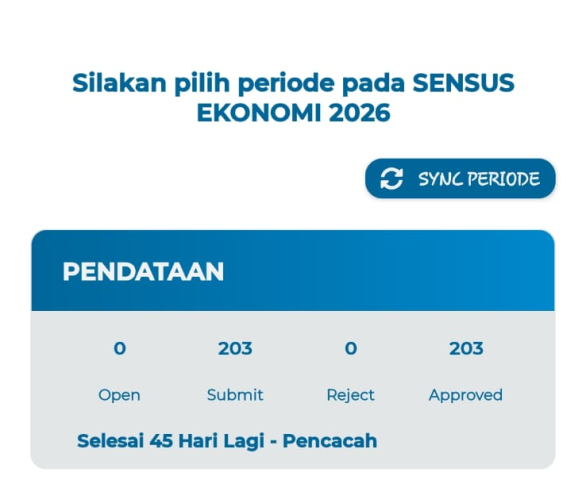 Silakan pilih periode pada SENSUS
EKONOMI 2026
SYNC PERIODE
PENDATAAN
0 203 0 203
Open Submit Reject Approved
Selesai 45 Hari Lagi - Pencacah